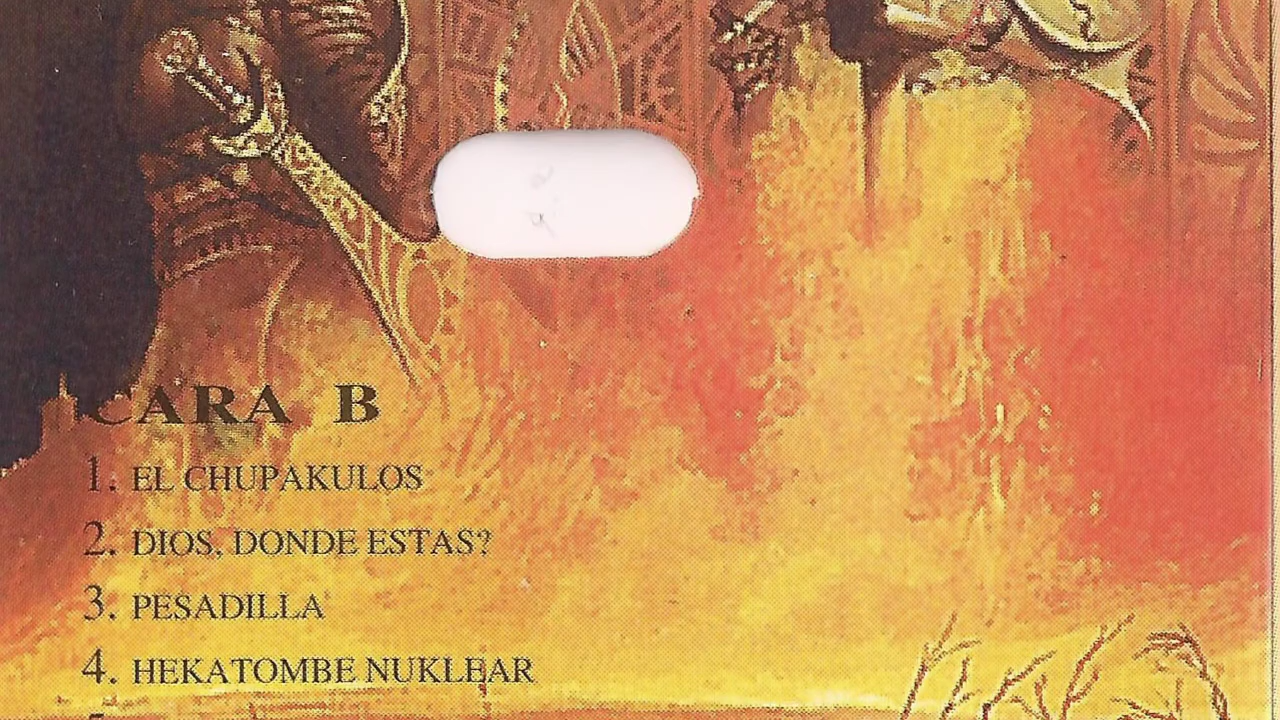 CARA B
1. EL CHUPAKULOS
2. DIOS, DONDE ESTAS?
3. PESADILLA
4. HEKATOMBE NUKLEAR